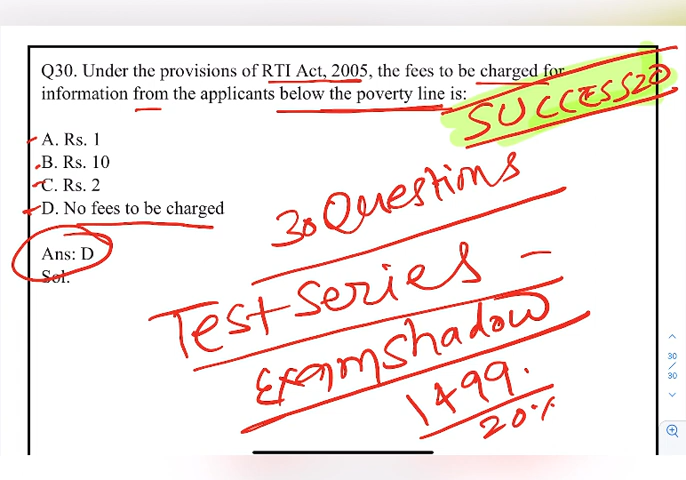 Q30. Under the provisions of RTI Act, 2005, the fees to be charged for
information from the applicants below the poverty line is:
SUCCESS20
A. Rs. 1
B. Rs. 10
C. Rs. 2
D. No fees to be charged
30 Questions
Ans: D
Sol:
Test Series -
Examshadow
1499.
20%
30
/
30